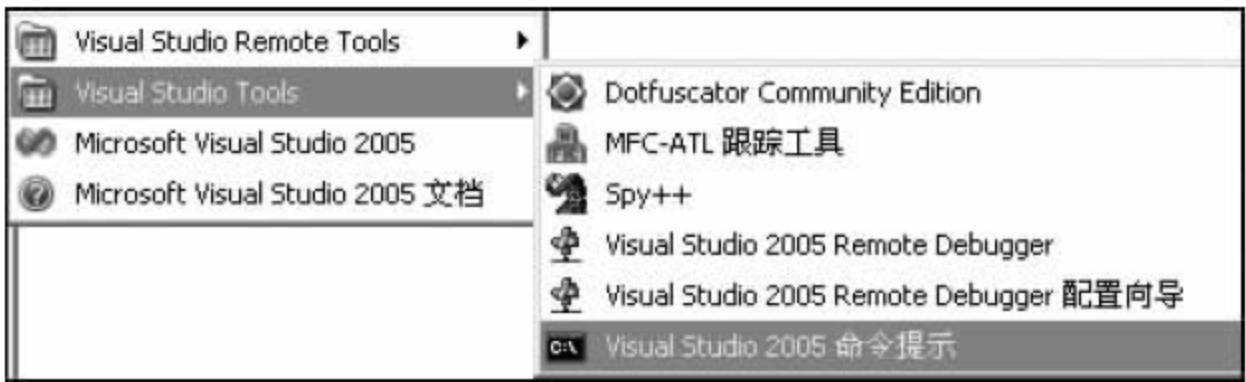 Visual Studio Remote Tools
Visual Studio Tools
Microsoft Visual Studio 2005
Microsoft Visual Studio 2005 文档
Dotfuscator Community Edition
MFC-ATL 跟踪工具
Spy++
Visual Studio 2005 Remote Debugger
Visual Studio 2005 Remote Debugger 配置向导
C:\ Visual Studio 2005 命令提示